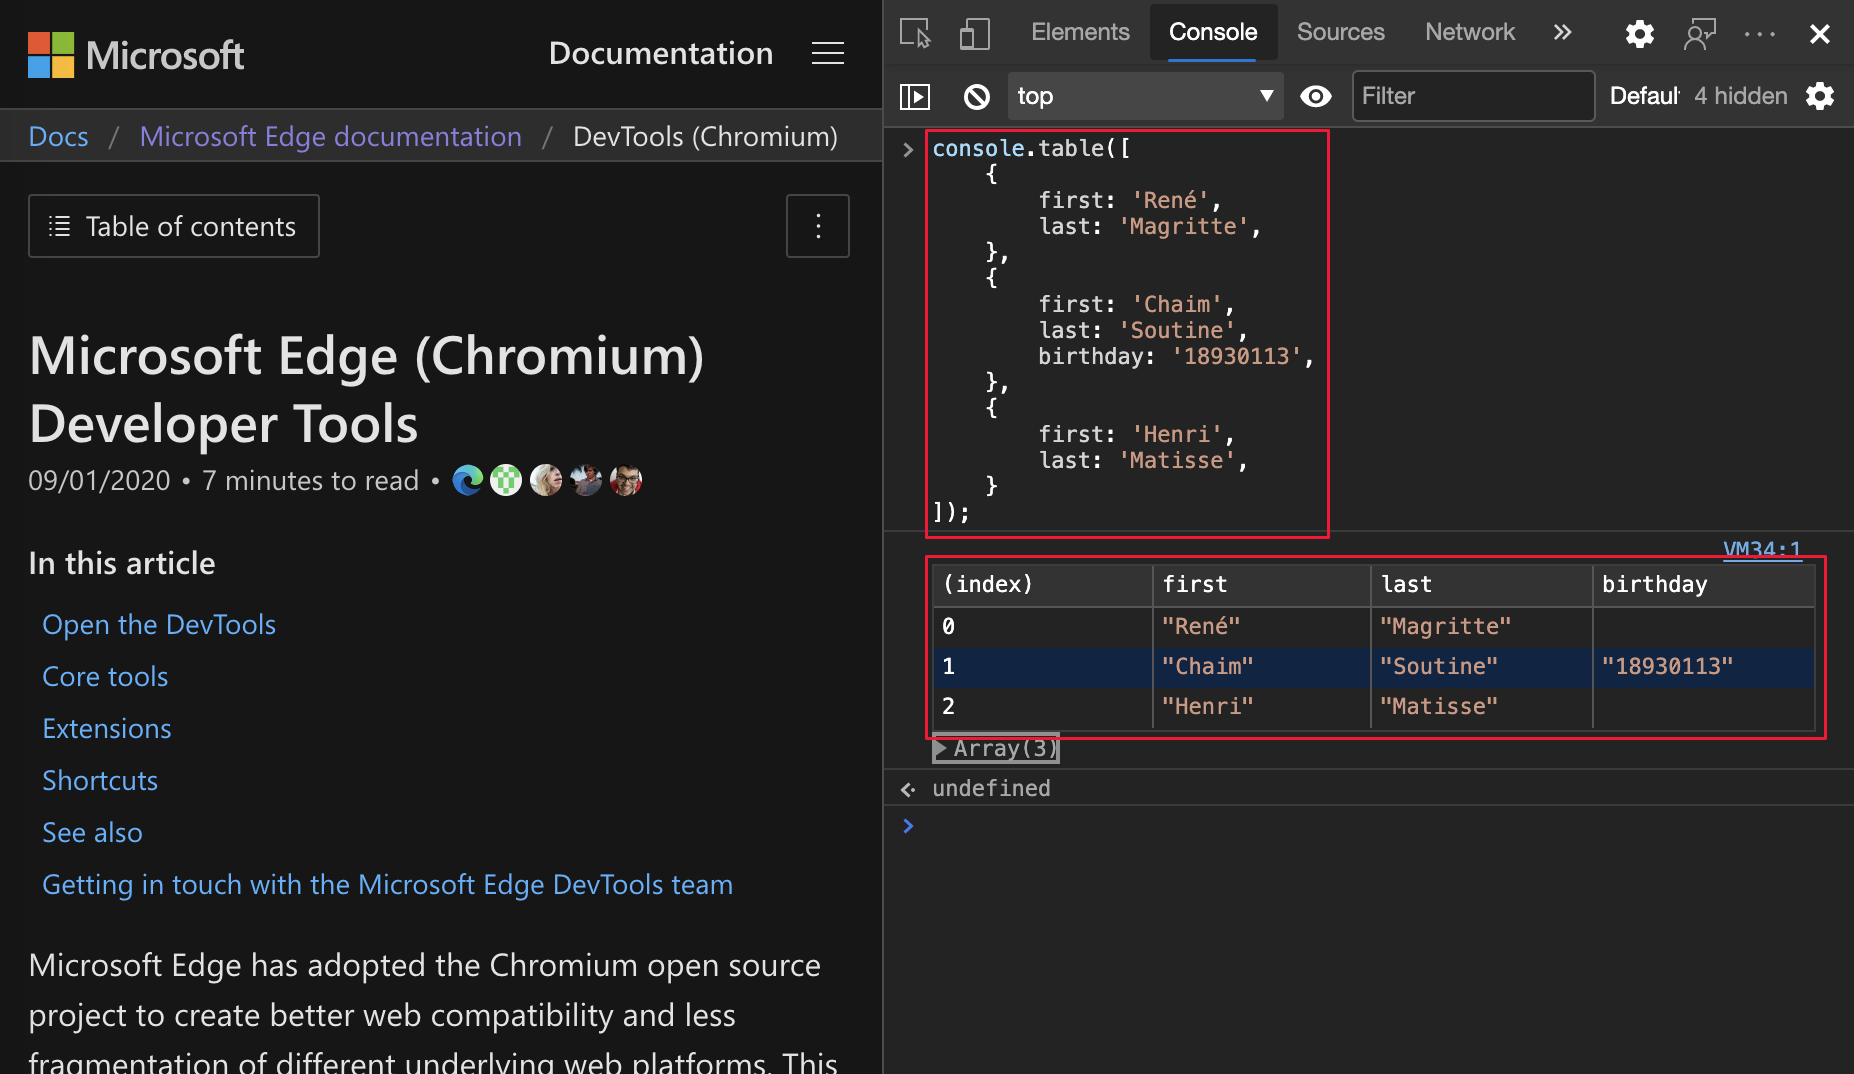 Microsoft
Documentation
Docs / Microsoft Edge documentation / DevTools (Chromium)
Table of contents
Microsoft Edge (Chromium)
Developer Tools
09/01/2020 • 7 minutes to read •
In this article
Open the DevTools
Core tools
Extensions
Shortcuts
See also
Getting in touch with the Microsoft Edge DevTools team
Microsoft Edge has adopted the Chromium open source
project to create better web compatibility and less
fragmentation of different underlying web platforms. This
Elements Console Sources Network
top Filter Defaul 4 hidden
> console.table([
    {
        first: 'René',
        last: 'Magritte',
    },
    {
        first: 'Chaim',
        last: 'Soutine',
        birthday: '18930113',
    },
    {
        first: 'Henri',
        last: 'Matisse',
    }
]);
VM34:1
(index) first last birthday
0 "René" "Magritte"
1 "Chaim" "Soutine" "18930113"
2 "Henri" "Matisse"
Array(3)
undefined
>